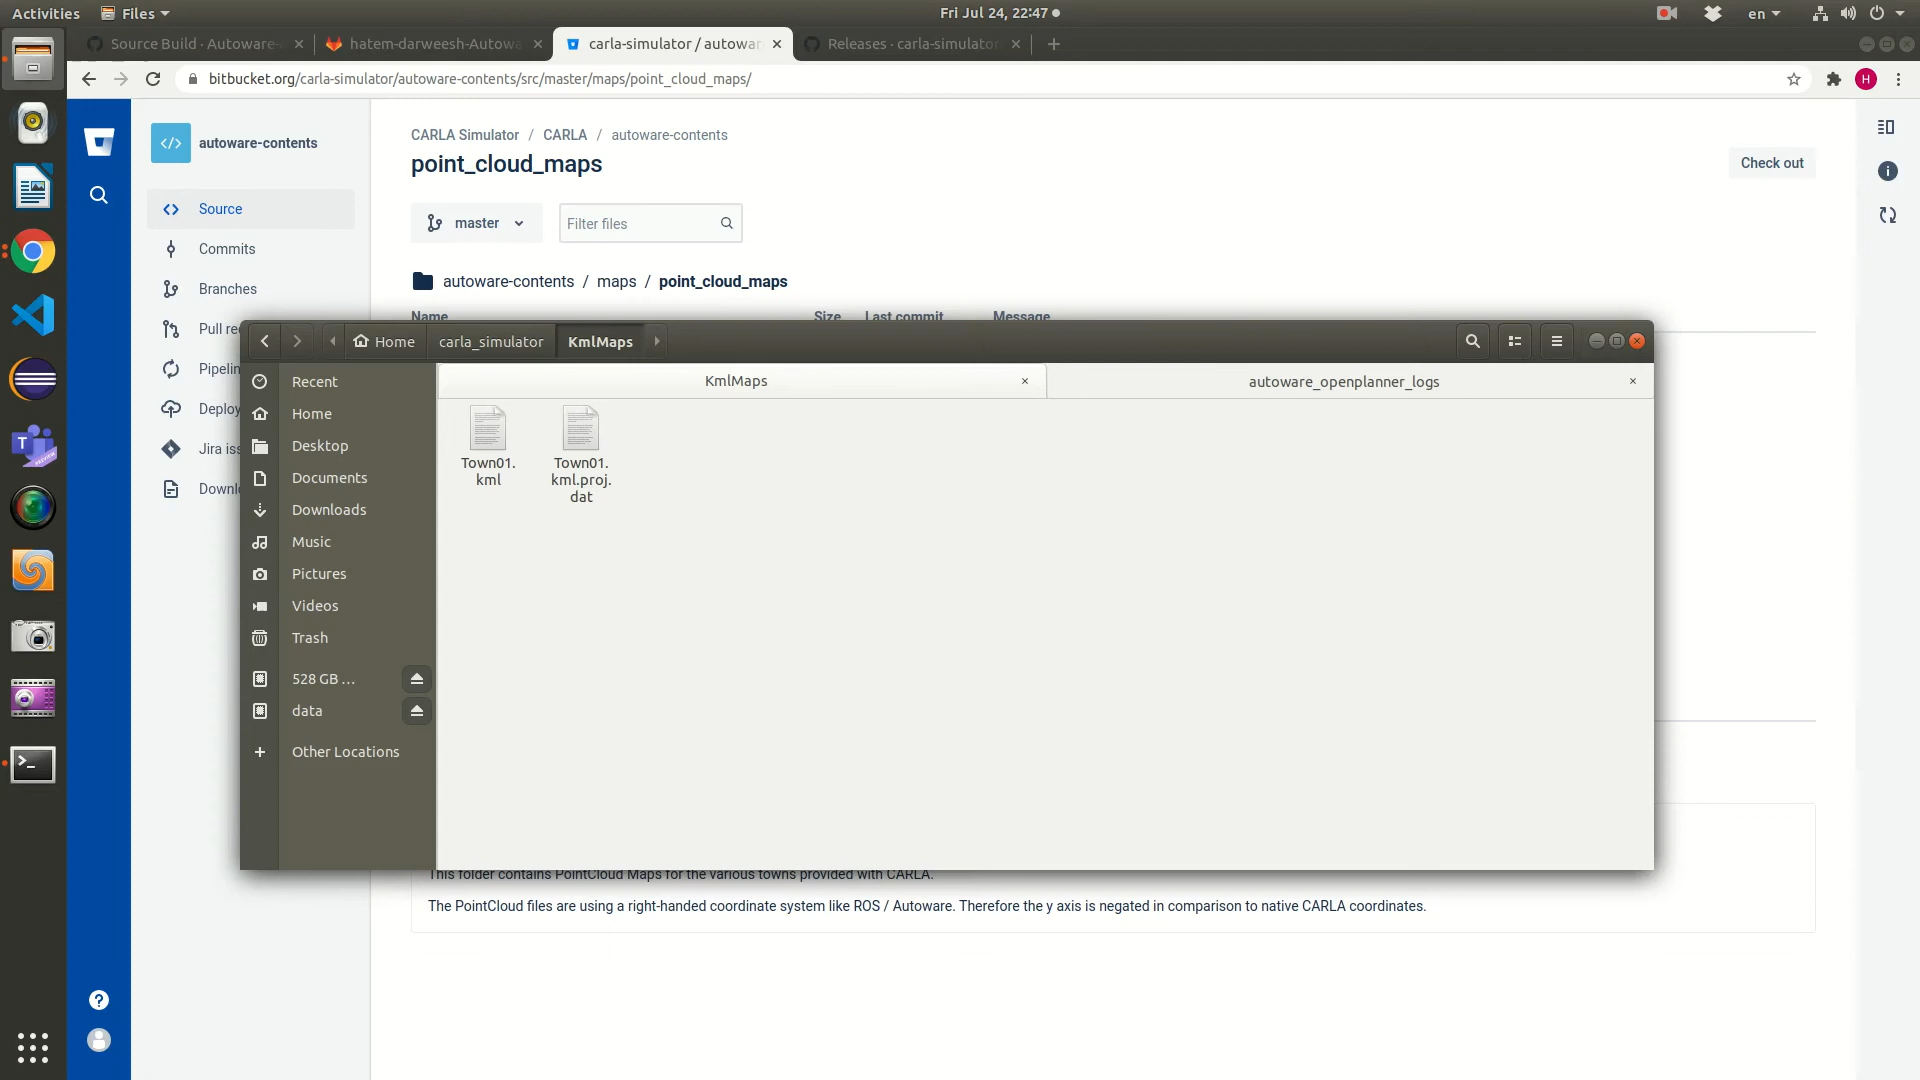 Activities
Files
Fri Jul 24, 22:47
en
Source Build · Autoware-
hatem-darweesh-Autowa
carla-simulator / autowar
Releases · carla-simulator
bitbucket.org/carla-simulator/autoware-contents/src/master/maps/point_cloud_maps/
H
autoware-contents
Source
Commits
Branches
Pull re
Pipelin
Deploy
Jira iss
Downl
CARLA Simulator / CARLA / autoware-contents
point_cloud_maps
Check out
master
Filter files
autoware-contents / maps / point_cloud_maps
Name Size Last commit Message
Home
carla_simulator
KmlMaps
Recent
Home
Desktop
Documents
Downloads
Music
Pictures
Videos
Trash
528 GB …
data
Other Locations
KmlMaps
autoware_openplanner_logs
Town01.
kml
Town01.
kml.proj.
dat
This folder contains PointCloud Maps for the various towns provided with CARLA.
The PointCloud files are using a right-handed coordinate system like ROS / Autoware. Therefore the y axis is negated in comparison to native CARLA coordinates.